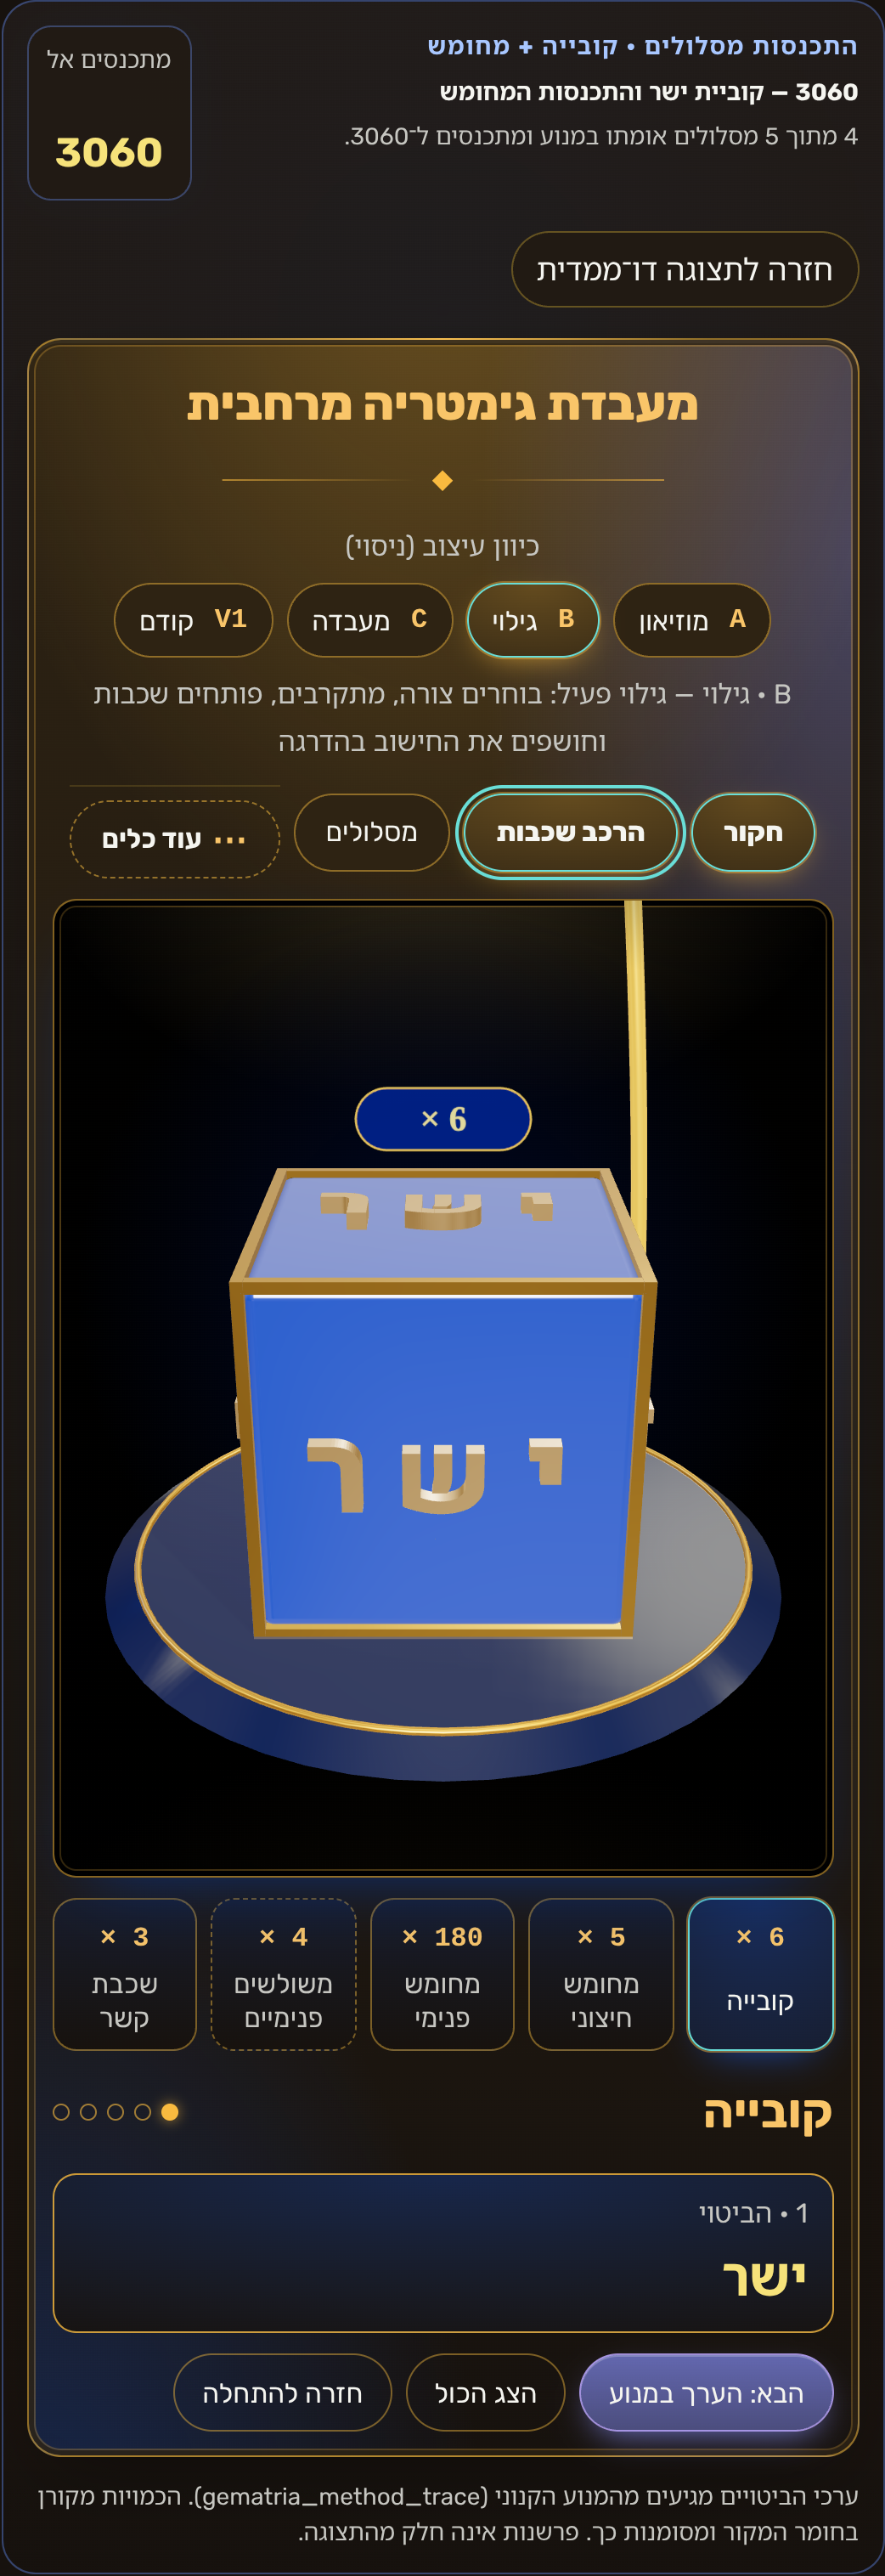 התכנסות מסלולים • קובייה + מחומש
3060 – קוביית ישר והתכנסות המחומש
4 מתוך 5 מסלולים אומתו במנוע ומתכנסים ל־3060.
מתכנסים אל
3060
חזרה לתצוגה דו־ממדית
מעבדת גימטריה מרחבית
כיוון עיצוב (ניסוי)
A מוזיאון
B גילוי
C מעבדה
V1 קודם
B • גילוי – גילוי פעיל: בוחרים צורה, מתקרבים, פותחים שכבות
וחושפים את החישוב בהדרגה
חקור
הרכב שכבות
מסלולים
••• עוד כלים
× 6
ישר
ישר
× 6
קובייה
× 5
מחומש
חיצוני
× 180
מחומש
פנימי
× 4
משולשים
פנימיים
× 3
שכבת
קשר
קובייה
1 • הביטוי
ישר
הבא: הערך במנוע
הצג הכול
חזרה להתחלה
ערכי הביטויים מגיעים מהמנוע הקנוני (gematria_method_trace). הכמויות מקורן
בחומר המקור ומסומנות כך. פרשנות אינה חלק מהתצוגה.